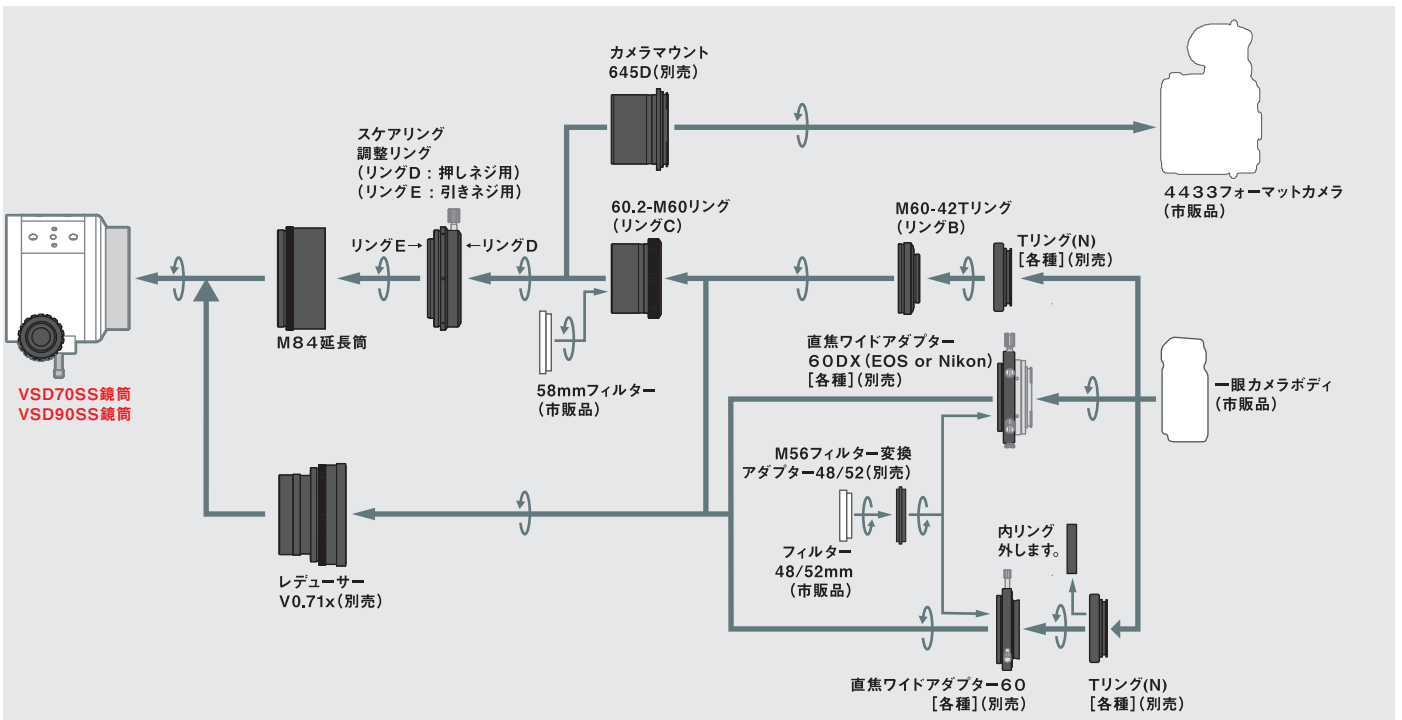 カメラマウント
645D(別売)
スケアリング
調整リング
(リングD：押しネジ用)
(リングE：引きネジ用)
4433フォーマットカメラ
(市販品)
60.2-M60リング
(リングC)
M60-42Tリング
(リングB)
Tリング(N)
[各種](別売)
リングE→
←リングD
M84延長筒
58mmフィルター
(市販品)
直焦ワイドアダプター
60DX(EOS or Nikon)
[各種](別売)
一眼カメラボディ
(市販品)
VSD70SS鏡筒
VSD90SS鏡筒
M56フィルター変換
アダプター48/52(別売)
フィルター
48/52mm
(市販品)
内リング
外します。
レデューサー
V0.71x(別売)
直焦ワイドアダプター60
[各種](別売)
Tリング(N)
[各種](別売)